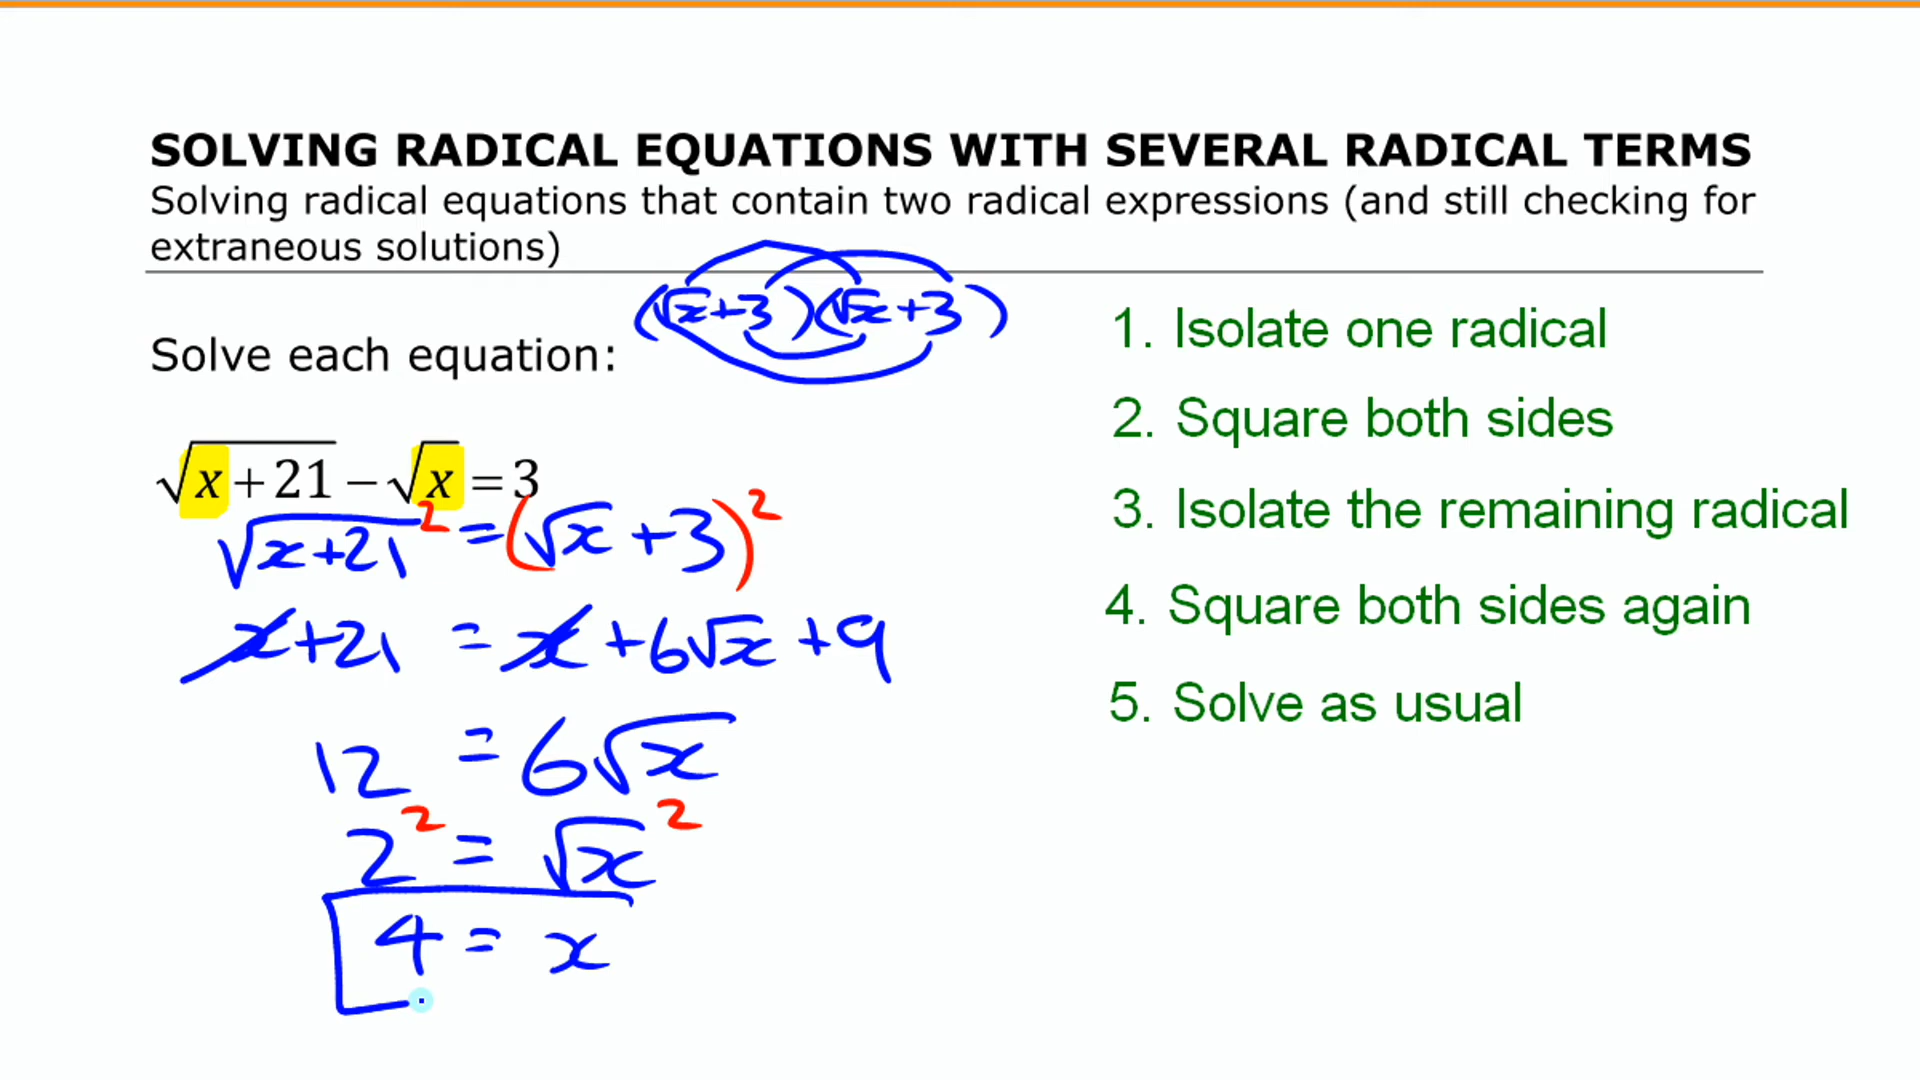 SOLVING RADICAL EQUATIONS WITH SEVERAL RADICAL TERMS
Solving radical equations that contain two radical expressions (and still checking for
extraneous solutions)
(√x+3)(√x+3)
Solve each equation:
√(x+21) − √x = 3
√(x+21)² = (√x+3)²
x+21 = x+6√x+9
12 = 6√x
2² = √x²
4 = x
1. Isolate one radical
2. Square both sides
3. Isolate the remaining radical
4. Square both sides again
5. Solve as usual